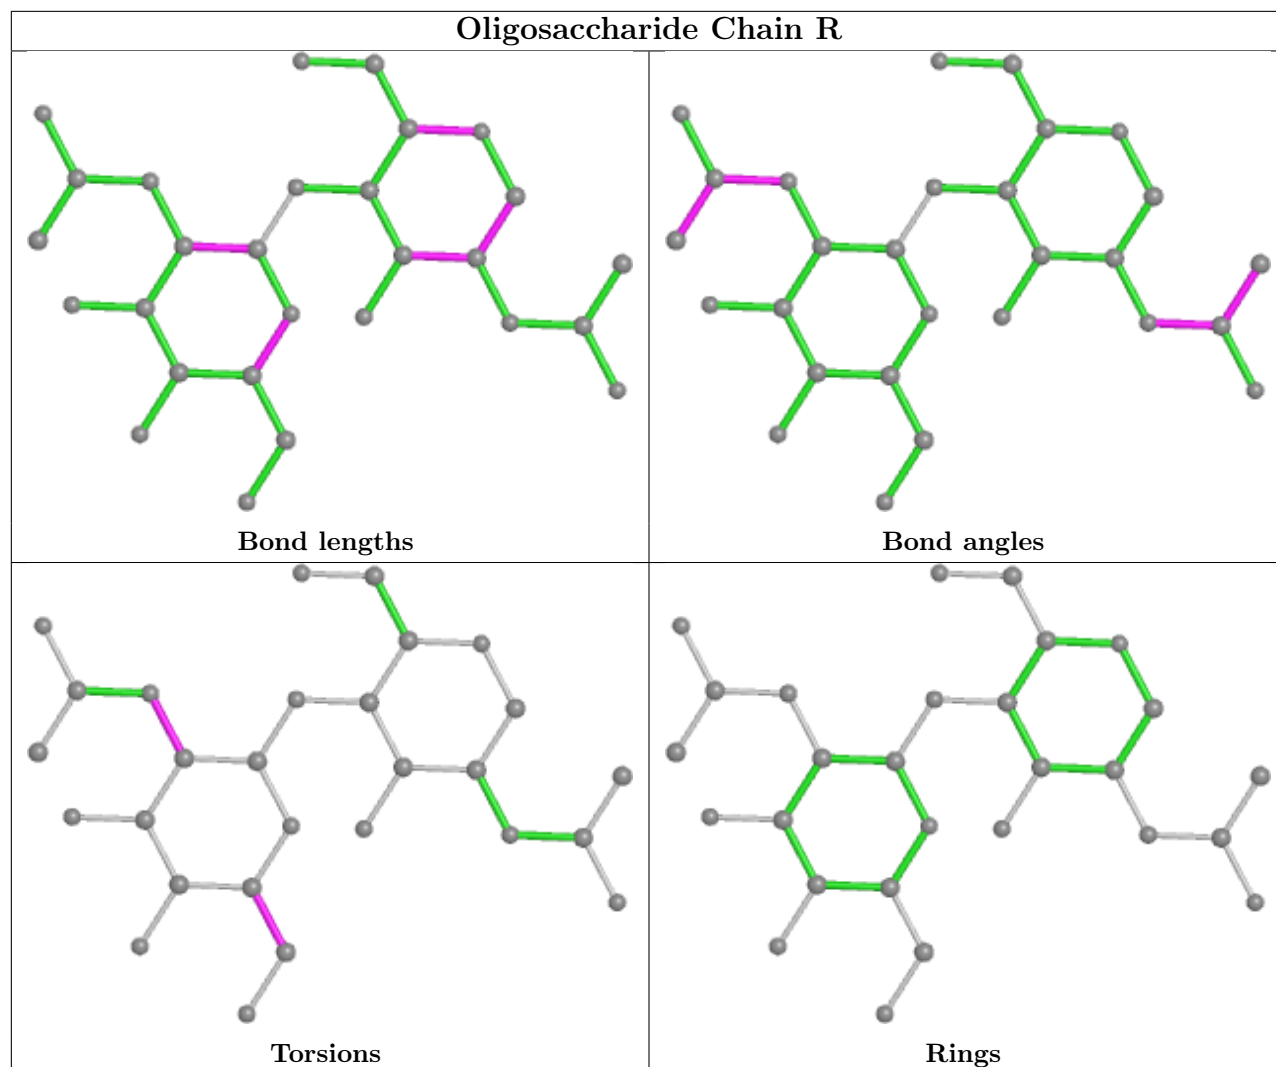 Oligosaccharide Chain R
Bond lengths
Bond angles
Torsions
Rings